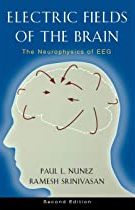 ELECTRIC FIELDS
OF THE BRAIN
The Neurophysics of EEG
PAUL L. NUNEZ
RAMESH SRINIVASAN
Second Edition